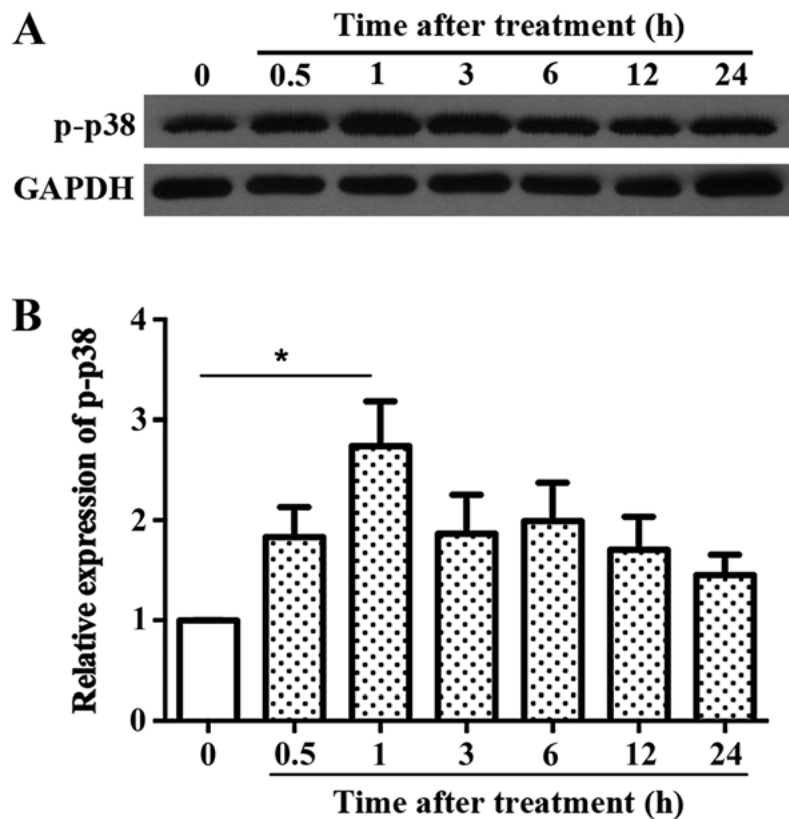 A
Time after treatment (h)
0 0.5 1 3 6 12 24
p-p38
GAPDH
B
Relative expression of p-p38
4
3
2
1
0
*
0 0.5 1 3 6 12 24
Time after treatment (h)